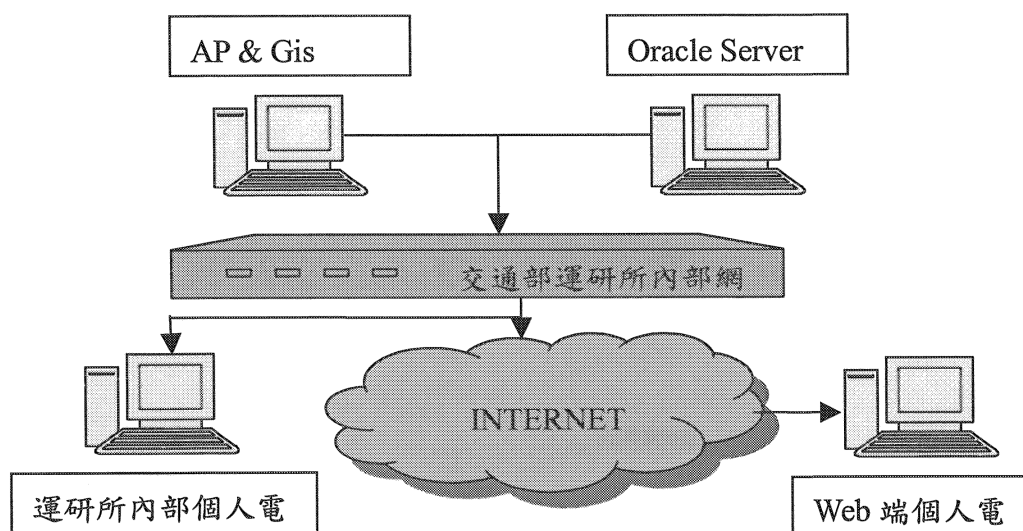 AP & Gis
Oracle Server
交通部運研所內部網
INTERNET
運研所內部個人電
Web 端個人電